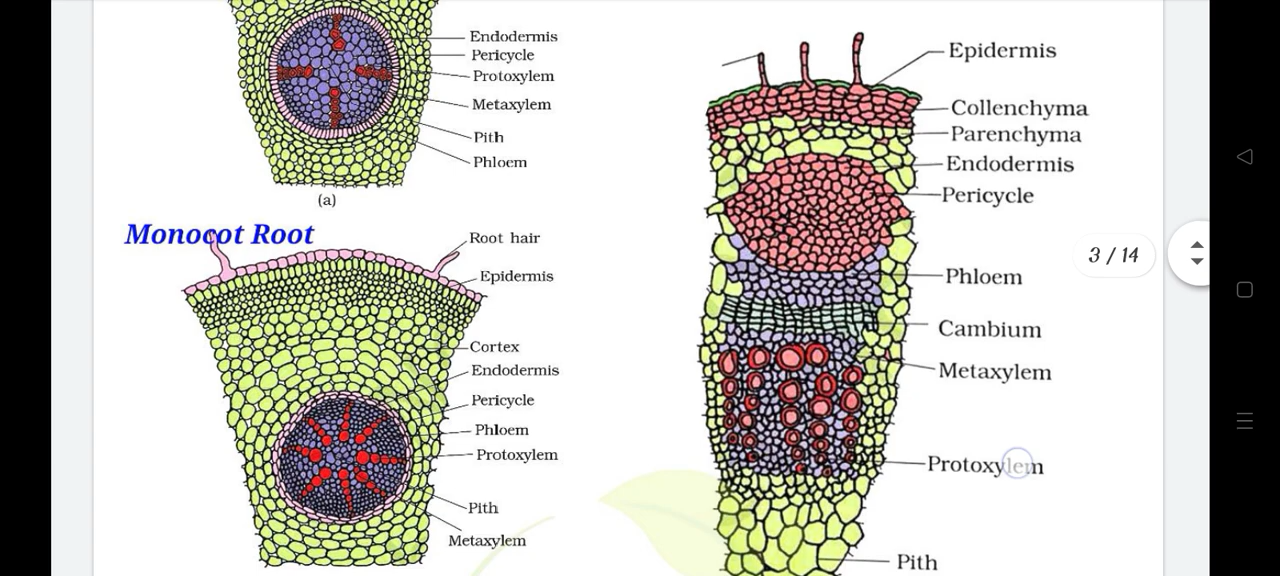 Endodermis
Pericycle
Protoxylem
Metaxylem
Pith
Phloem
(a)
Monocot Root
Root hair
Epidermis
Cortex
Endodermis
Pericycle
Phloem
Protoxylem
Pith
Metaxylem
Epidermis
Collenchyma
Parenchyma
Endodermis
Pericycle
Phloem
Cambium
Metaxylem
Protoxylem
Pith
3 / 14